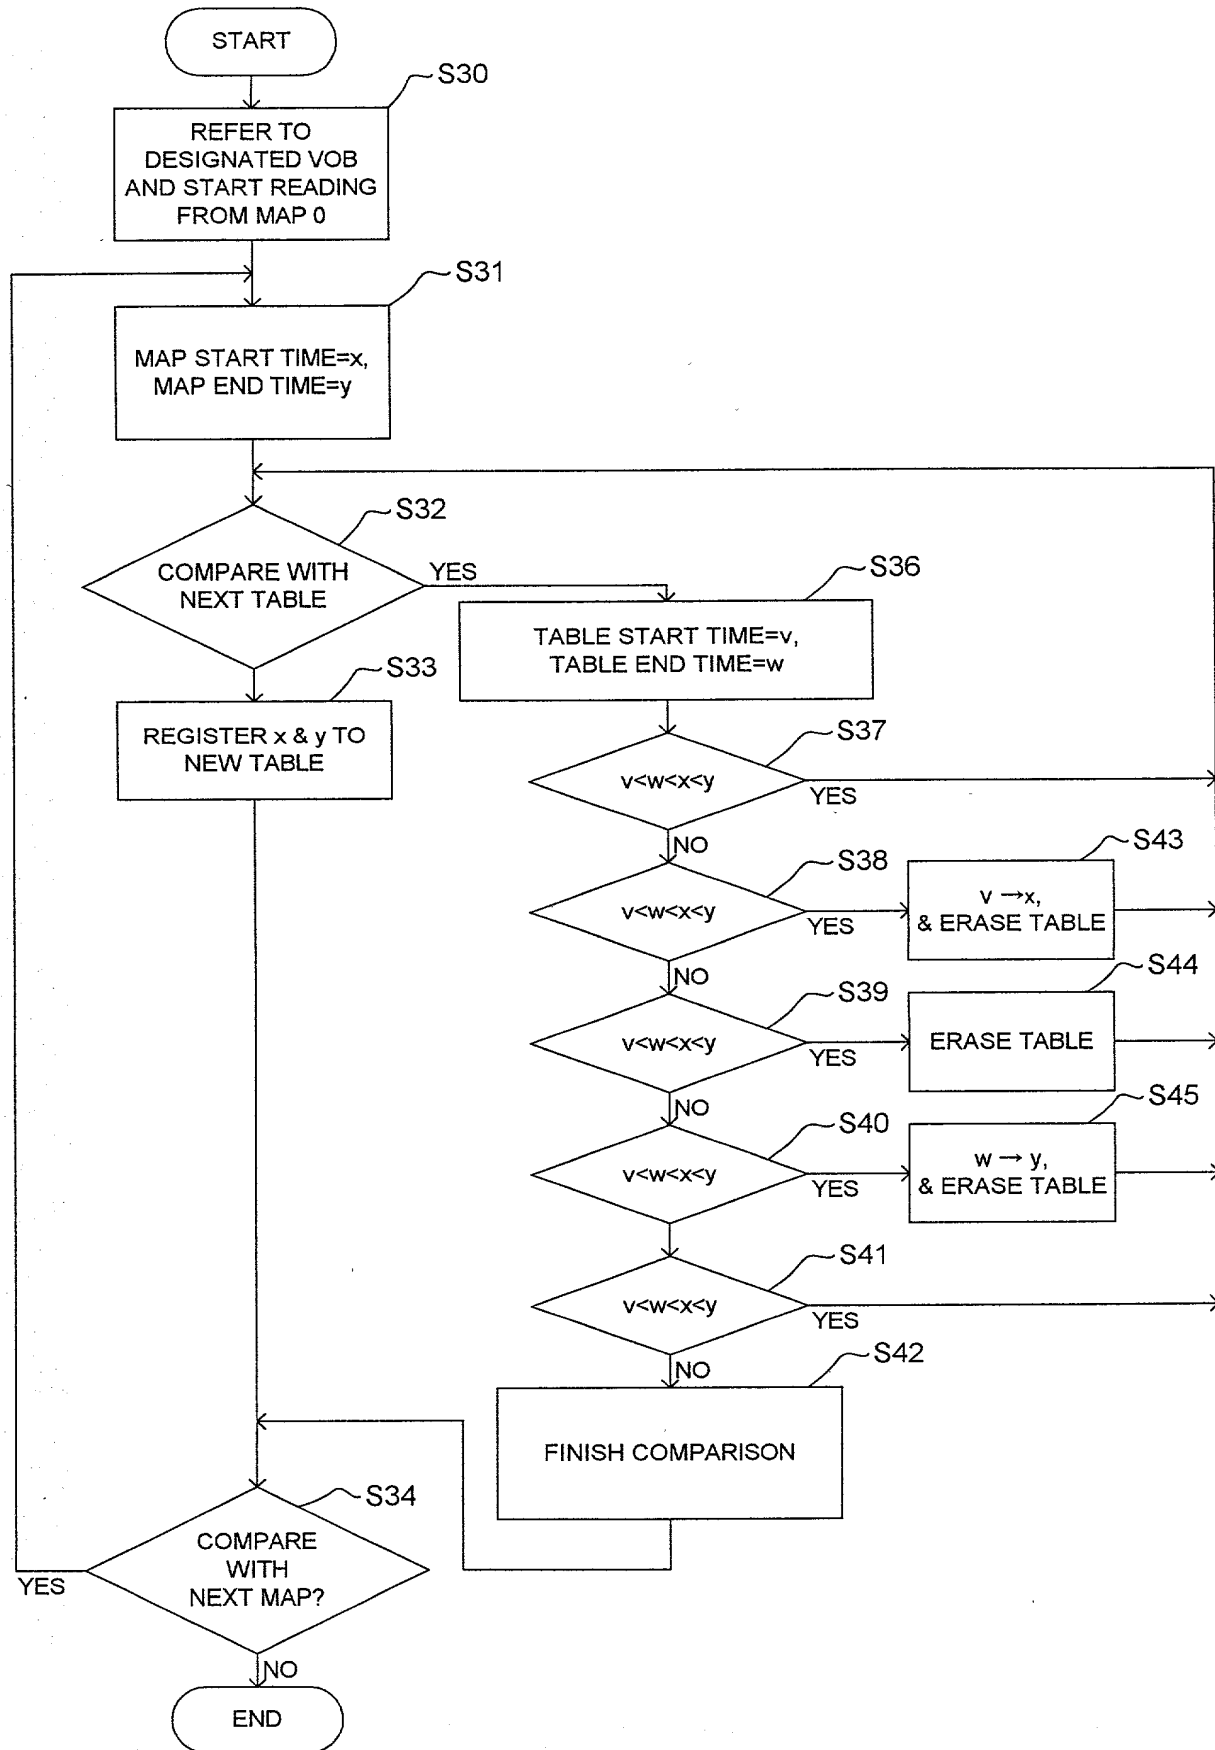 START
S30
REFER TO
DESIGNATED VOB
AND START READING
FROM MAP 0
S31
MAP START TIME=x,
MAP END TIME=y
S32
COMPARE WITH
NEXT TABLE
YES
S36
TABLE START TIME=v,
TABLE END TIME=w
S33
REGISTER x & y TO
NEW TABLE
S37
v<w<x<y
YES
NO
S38
v<w<x<y
YES
S43
v →x,
& ERASE TABLE
NO
S39
v<w<x<y
YES
S44
ERASE TABLE
NO
S40
v<w<x<y
YES
S45
w → y,
& ERASE TABLE
S41
v<w<x<y
YES
NO
S42
FINISH COMPARISON
S34
COMPARE
WITH
NEXT MAP?
YES
NO
END